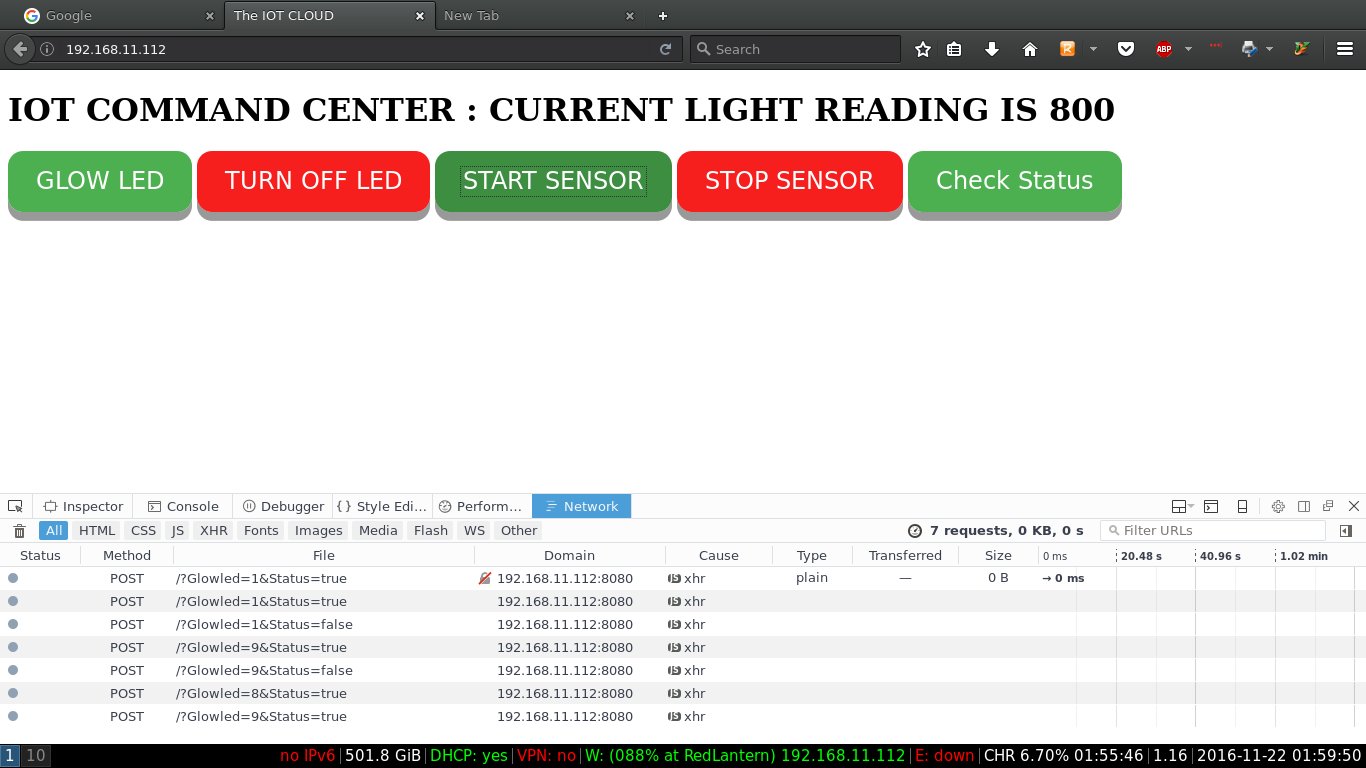 Google The IOT CLOUD New Tab
192.168.11.112 Search ABP
IOT COMMAND CENTER : CURRENT LIGHT READING IS 800
GLOW LED TURN OFF LED START SENSOR STOP SENSOR Check Status
Inspector Console Debugger { } Style Edi... Perform... Network
All HTML CSS JS XHR Fonts Images Media Flash WS Other 7 requests, 0 KB, 0 s Filter URLs
Status Method File Domain Cause Type Transferred Size 0 ms 20.48 s 40.96 s 1.02 min
POST /?Glowled=1&Status=true 192.168.11.112:8080 JS xhr plain — 0 B → 0 ms
POST /?Glowled=1&Status=true 192.168.11.112:8080 JS xhr
POST /?Glowled=1&Status=false 192.168.11.112:8080 JS xhr
POST /?Glowled=9&Status=true 192.168.11.112:8080 JS xhr
POST /?Glowled=9&Status=false 192.168.11.112:8080 JS xhr
POST /?Glowled=8&Status=true 192.168.11.112:8080 JS xhr
POST /?Glowled=9&Status=true 192.168.11.112:8080 JS xhr
1 10 no IPv6|501.8 GiB|DHCP: yes|VPN: no|W: (088% at RedLantern) 192.168.11.112|E: down|CHR 6.70% 01:55:46|1.16|2016-11-22 01:59:50